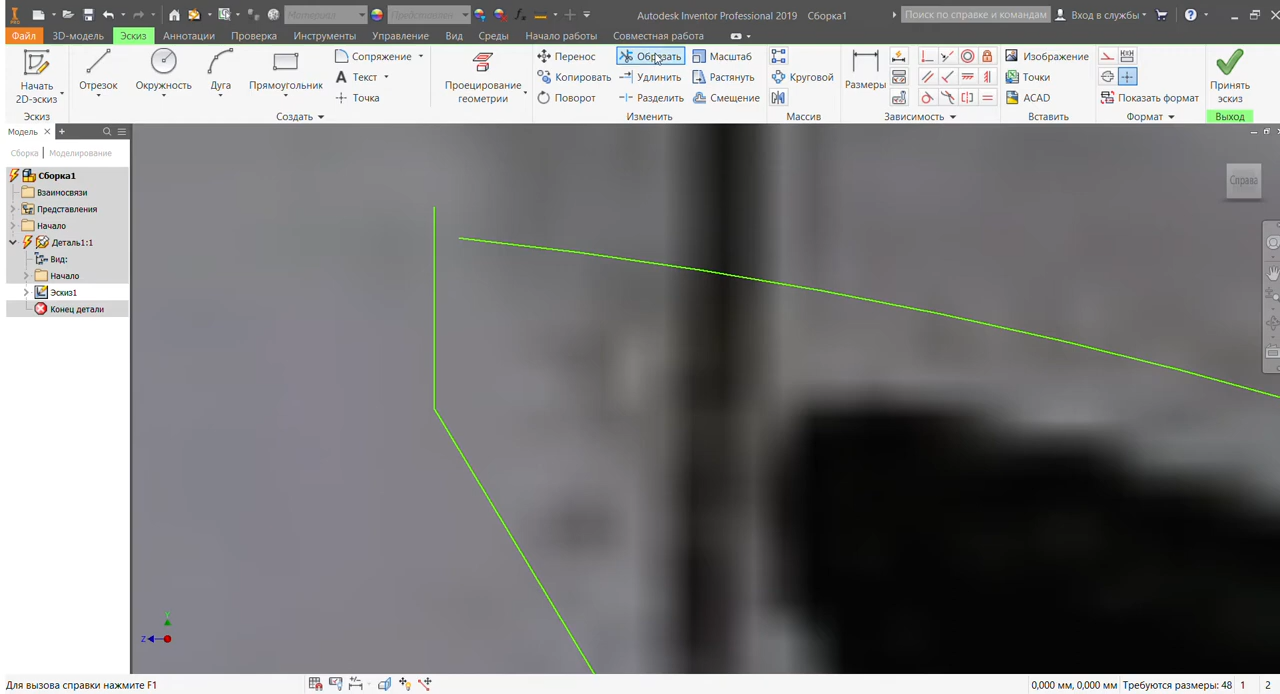 Материал
Представлен
Autodesk Inventor Professional 2019 Сборка1
Поиск по справке и командам
Вход в службы
Файл
3D-модель
Эскиз
Аннотации
Проверка
Инструменты
Управление
Вид
Среды
Начало работы
Совместная работа
Начать
2D-эскиз
Эскиз
Отрезок
Окружность
Дуга
Прямоугольник
Сопряжение
Текст
Точка
Создать
Проецирование
геометрии
Перенос
Копировать
Поворот
Обрезать
Удлинить
Разделить
Масштаб
Растянуть
Смещение
Изменить
Круговой
Массив
Размеры
Зависимость
Изображение
Точки
ACAD
Вставить
Показать формат
Формат
Принять
эскиз
Выход
Модель
Сборка
Моделирование
Сборка1
Взаимосвязи
Представления
Начало
Деталь1:1
Вид:
Начало
Эскиз1
Конец детали
Справа
Y
Z
Для вызова справки нажмите F1
0,000 мм, 0,000 мм Требуются размеры: 48 1 2